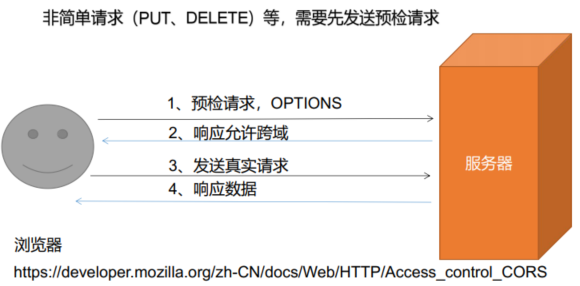 非简单请求（PUT、DELETE）等，需要先发送预检请求
1、预检请求，OPTIONS
2、响应允许跨域
3、发送真实请求
4、响应数据
服务器
浏览器
https://developer.mozilla.org/zh-CN/docs/Web/HTTP/Access_control_CORS